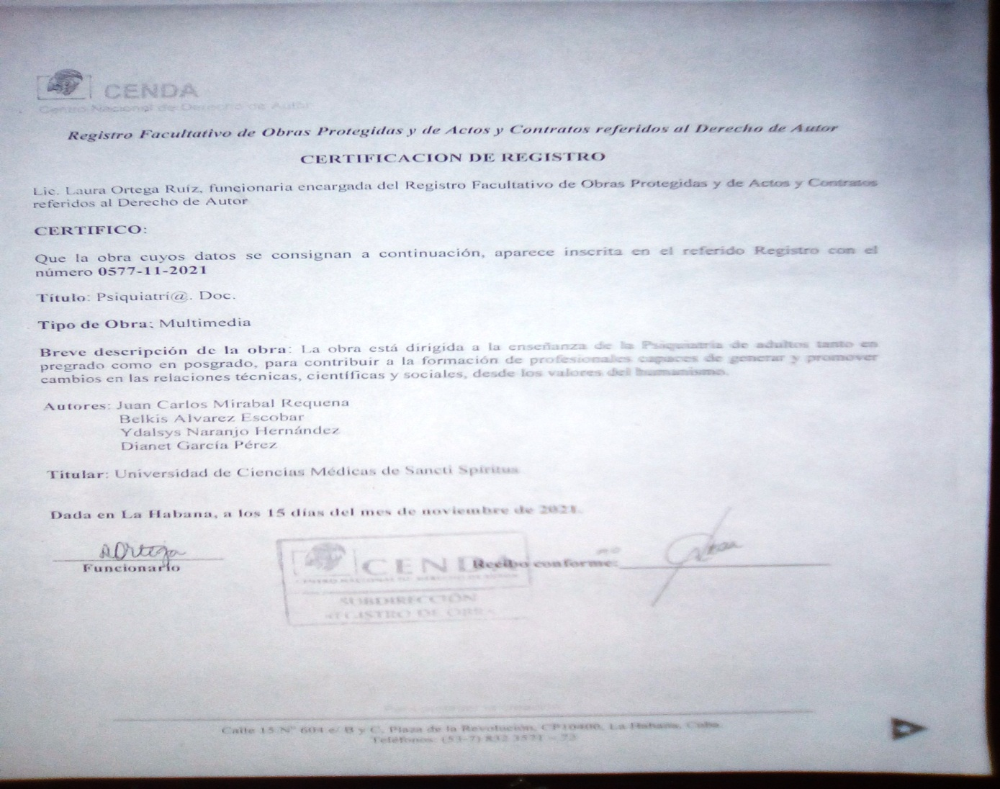 CENDA
Centro Nacional de Derecho de Autor
Registro Facultativo de Obras Protegidas y de Actos y Contratos referidos al Derecho de Autor
CERTIFICACION DE REGISTRO
Lic. Laura Ortega Ruíz, funcionaria encargada del Registro Facultativo de Obras Protegidas y de Actos y Contratos
referidos al Derecho de Autor
CERTIFICO:
Que la obra cuyos datos se consignan a continuación, aparece inscrita en el referido Registro con el
número 0577-11-2021
Título: Psiquiatrí@. Doc.
Tipo de Obra: Multimedia
Breve descripción de la obra: La obra está dirigida a la enseñanza de la Psiquiatría de adultos tanto en
pregrado como en posgrado, para contribuir a la formación de profesionales capaces de generar y promover
cambios en las relaciones técnicas, científicas y sociales, desde los valores del humanismo.
Autores: Juan Carlos Mirabal Requena
Belkis Alvarez Escobar
Ydalsys Naranjo Hernández
Dianet García Pérez
Titular: Universidad de Ciencias Médicas de Sancti Spíritus
Dada en La Habana, a los 15 días del mes de noviembre de 2021.
Ortega
Funcionario
CENDA
CENTRO NACIONAL DE DERECHO DE AUTOR
SUBDIRECCIÓN
REGISTRO DE OBRA
Recibo conforme:
Calle 15 Nº 604 e/ B y C, Plaza de la Revolución, CP10400, La Habana, Cuba
Teléfonos: (53-7) 832 3571 – 72